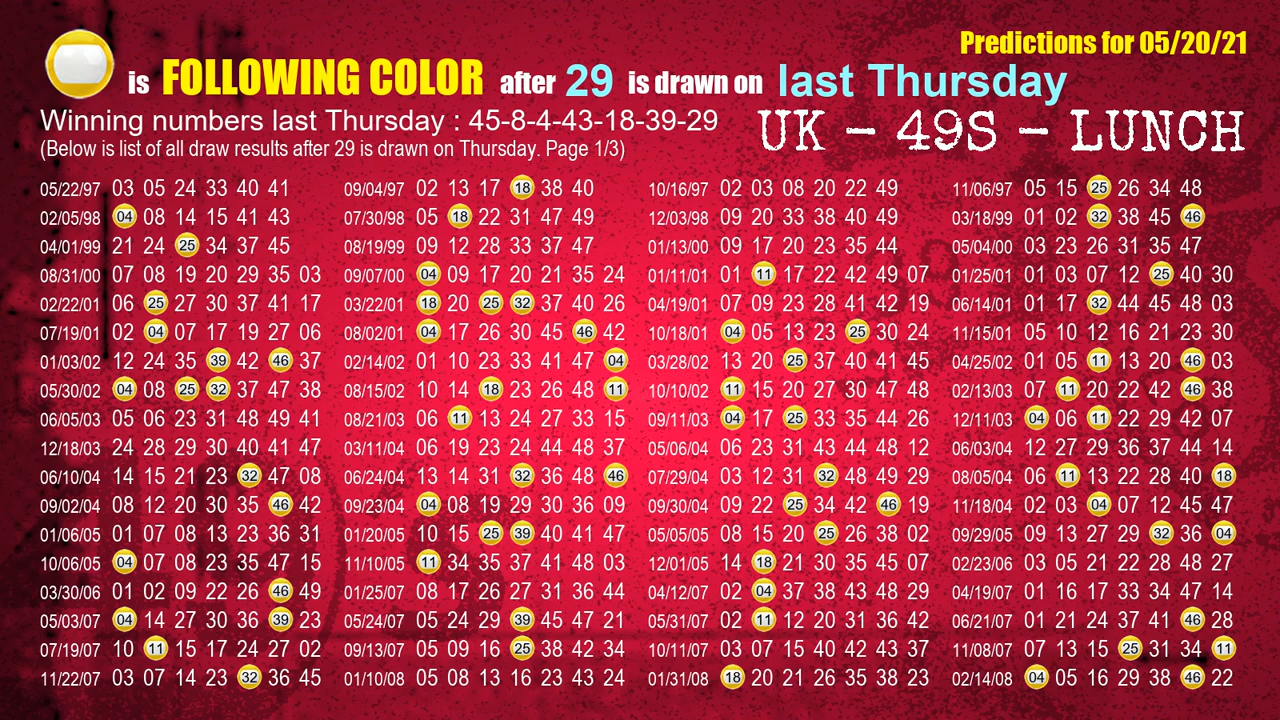 Predictions for 05/20/21
is FOLLOWING COLOR after 29 is drawn on last Thursday
Winning numbers last Thursday : 45-8-4-43-18-39-29
UK - 49S - LUNCH
(Below is list of all draw results after 29 is drawn on Thursday. Page 1/3)
05/22/97 03 05 24 33 40 41 09/04/97 02 13 17 18 38 40 10/16/97 02 03 08 20 22 49 11/06/97 05 15 25 26 34 48
02/05/98 04 08 14 15 41 43 07/30/98 05 18 22 31 47 49 12/03/98 09 20 33 38 40 49 03/18/99 01 02 32 38 45 46
04/01/99 21 24 25 34 37 45 08/19/99 09 12 28 33 37 47 01/13/00 09 17 20 23 35 44 05/04/00 03 23 26 31 35 47
08/31/00 07 08 19 20 29 35 03 09/07/00 04 09 17 20 21 35 24 01/11/01 01 11 17 22 42 49 07 01/25/01 01 03 07 12 25 40 30
02/22/01 06 25 27 30 37 41 17 03/22/01 18 20 25 32 37 40 26 04/19/01 07 09 23 28 41 42 19 06/14/01 01 17 32 44 45 48 03
07/19/01 02 04 07 17 19 27 06 08/02/01 04 17 26 30 45 46 42 10/18/01 04 05 13 23 25 30 24 11/15/01 05 10 12 16 21 23 30
01/03/02 12 24 35 39 42 46 37 02/14/02 01 10 23 33 41 47 04 03/28/02 13 20 25 37 40 41 45 04/25/02 01 05 11 13 20 46 03
05/30/02 04 08 25 32 37 47 38 08/15/02 10 14 18 23 26 48 11 10/10/02 11 15 20 27 30 47 48 02/13/03 07 11 20 22 42 46 38
06/05/03 05 06 23 31 48 49 41 08/21/03 06 11 13 24 27 33 15 09/11/03 04 17 25 33 35 44 26 12/11/03 04 06 11 22 29 42 07
12/18/03 24 28 29 30 40 41 47 03/11/04 06 19 23 24 44 48 37 05/06/04 06 23 31 43 44 48 12 06/03/04 12 27 29 36 37 44 14
06/10/04 14 15 21 23 32 47 08 06/24/04 13 14 31 32 36 48 46 07/29/04 03 12 31 32 48 49 29 08/05/04 06 11 13 22 28 40 18
09/02/04 08 12 20 30 35 46 42 09/23/04 04 08 19 29 30 36 09 09/30/04 09 22 25 34 42 46 19 11/18/04 02 03 04 07 12 45 47
01/06/05 01 07 08 13 23 36 31 01/20/05 10 15 25 39 40 41 47 05/05/05 08 15 20 25 26 38 02 09/29/05 09 13 27 29 32 36 04
10/06/05 04 07 08 23 35 47 15 11/10/05 11 34 35 37 41 48 03 12/01/05 14 18 21 30 35 45 07 02/23/06 03 05 21 22 28 48 27
03/30/06 01 02 09 22 26 46 49 01/25/07 08 17 26 27 31 36 44 04/12/07 02 04 37 38 43 48 29 04/19/07 01 16 17 33 34 47 14
05/03/07 04 14 27 30 36 39 23 05/24/07 05 24 29 39 45 47 21 05/31/07 02 11 12 20 31 36 42 06/21/07 01 21 24 37 41 46 28
07/19/07 10 11 15 17 24 27 02 09/13/07 05 09 16 25 38 42 34 10/11/07 03 07 15 40 42 43 37 11/08/07 07 13 15 25 31 34 11
11/22/07 03 07 14 23 32 36 45 01/10/08 05 08 13 16 23 43 24 01/31/08 18 20 21 26 35 38 23 02/14/08 04 05 16 29 38 46 22